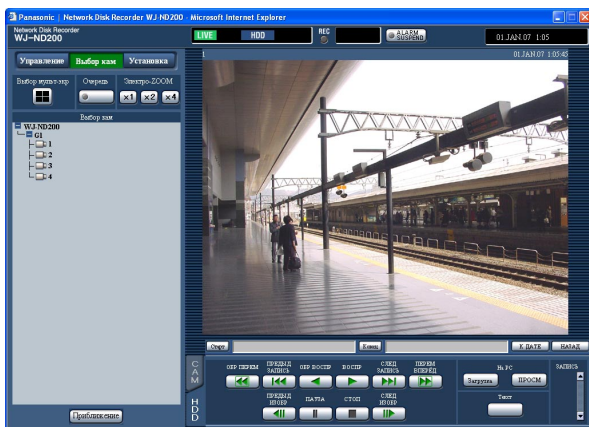 Panasonic | Network Disk Recorder WJ-ND200 - Microsoft Internet Explorer
Network Disk Recorder
WJ-ND200
LIVE HDD REC ALARM SUSPEND 01.JAN.07 1:05
Управление Выбор кам Установка
Выбор мульт-экр Очередь Электро-ZOOM
x1 x2 x4
Выбор кам
WJ-ND200
G1
1
2
3
4
Приближение
1 01.JAN.07 1:05:45
Старт Конец К ДАТЕ НАЗАД
CAM
HDD
ОБР ПЕРЕМ ПРЕДЫД ЗАПИСЬ ОБР ВОСПР ВОСПР СЛЕД ЗАПИСЬ ПЕРЕМ ВПЕРЁД
ПРЕДЫД ИЗОБР ПАУЗА СТОП СЛЕД ИЗОБР
На PC
Загрузка ПРОСМ
Текст
ЗАПИСЬ